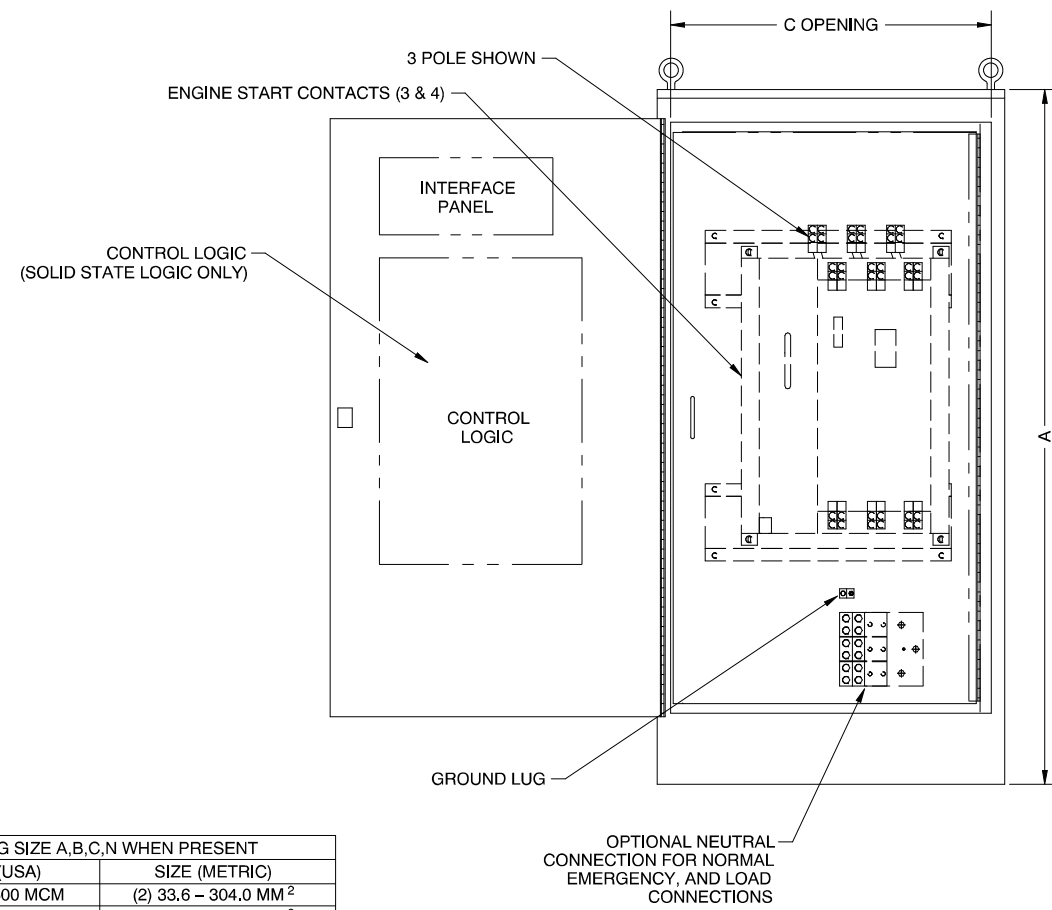 C OPENING
3 POLE SHOWN
ENGINE START CONTACTS (3 & 4)
INTERFACE
PANEL
CONTROL LOGIC
(SOLID STATE LOGIC ONLY)
CONTROL
LOGIC
A
GROUND LUG
OPTIONAL NEUTRAL
CONNECTION FOR NORMAL
EMERGENCY, AND LOAD
CONNECTIONS
G SIZE A,B,C,N WHEN PRESENT
(USA) SIZE (METRIC)
00 MCM (2) 33.6 – 304.0 MM²